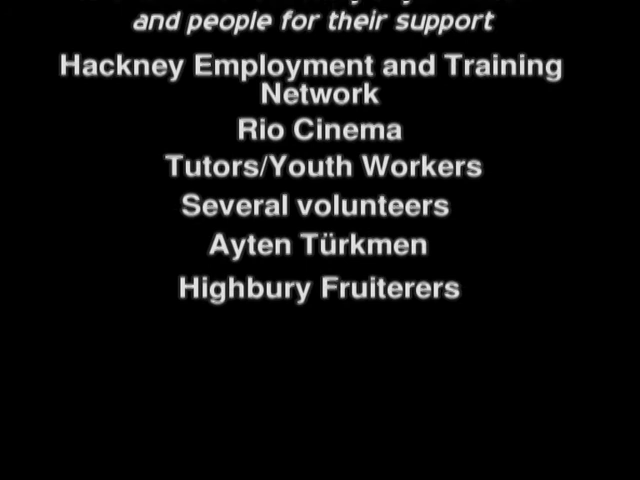 and people for their support
Hackney Employment and Training
Network
Rio Cinema
Tutors/Youth Workers
Several volunteers
Ayten Türkmen
Highbury Fruiterers